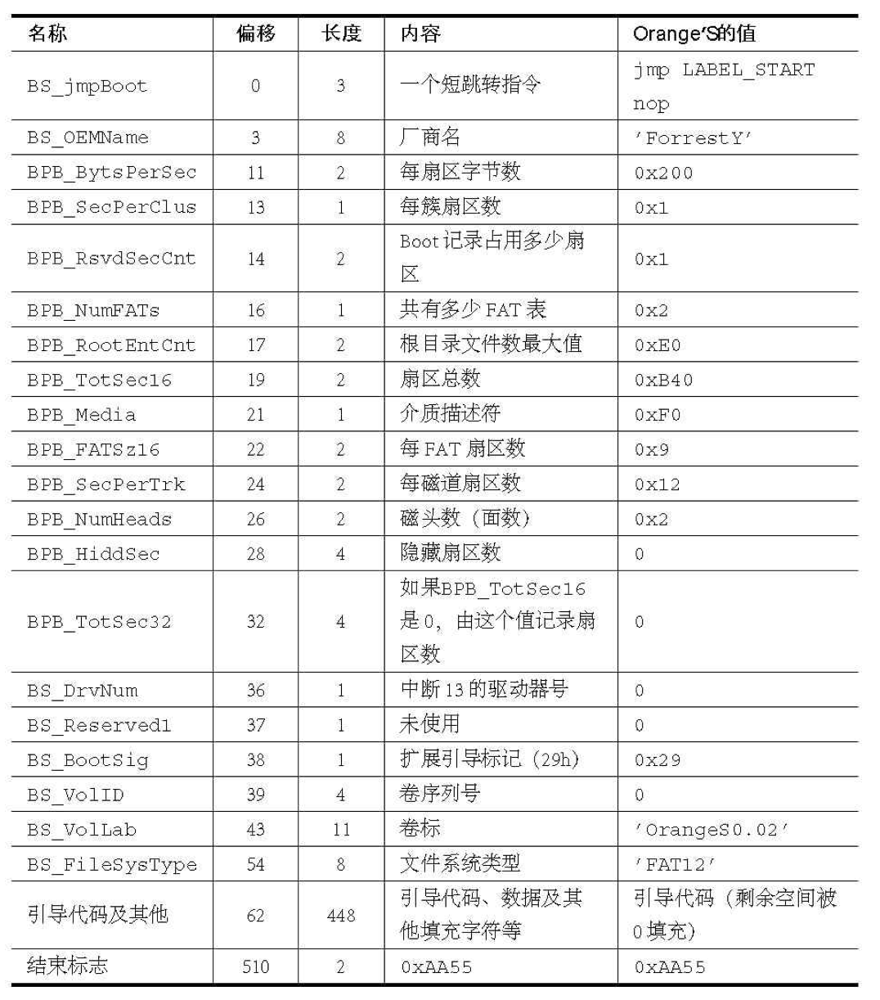 名称 偏移 长度 内容 Orange'S的值
BS_jmpBoot 0 3 一个短跳转指令 jmp LABEL_START
nop
BS_OEMName 3 8 厂商名 'ForrestY'
BPB_BytsPerSec 11 2 每扇区字节数 0x200
BPB_SecPerClus 13 1 每簇扇区数 0x1
BPB_RsvdSecCnt 14 2 Boot记录占用多少扇
区 0x1
BPB_NumFATs 16 1 共有多少 FAT 表 0x2
BPB_RootEntCnt 17 2 根目录文件数最大值 0xE0
BPB_TotSec16 19 2 扇区总数 0xB40
BPB_Media 21 1 介质描述符 0xF0
BPB_FATSz16 22 2 每 FAT 扇区数 0x9
BPB_SecPerTrk 24 2 每磁道扇区数 0x12
BPB_NumHeads 26 2 磁头数（面数） 0x2
BPB_HiddSec 28 4 隐藏扇区数 0
BPB_TotSec32 32 4 如果BPB_TotSec16
是 0，由这个值记录扇
区数 0
BS_DrvNum 36 1 中断 13 的驱动器号 0
BS_Reserved1 37 1 未使用 0
BS_BootSig 38 1 扩展引导标记（29h） 0x29
BS_VolID 39 4 卷序列号 0
BS_VolLab 43 11 卷标 'OrangeS0.02'
BS_FileSysType 54 8 文件系统类型 'FAT12'
引导代码及其他 62 448 引导代码、数据及其
他填充字符等 引导代码（剩余空间被
0 填充）
结束标志 510 2 0xAA55 0xAA55